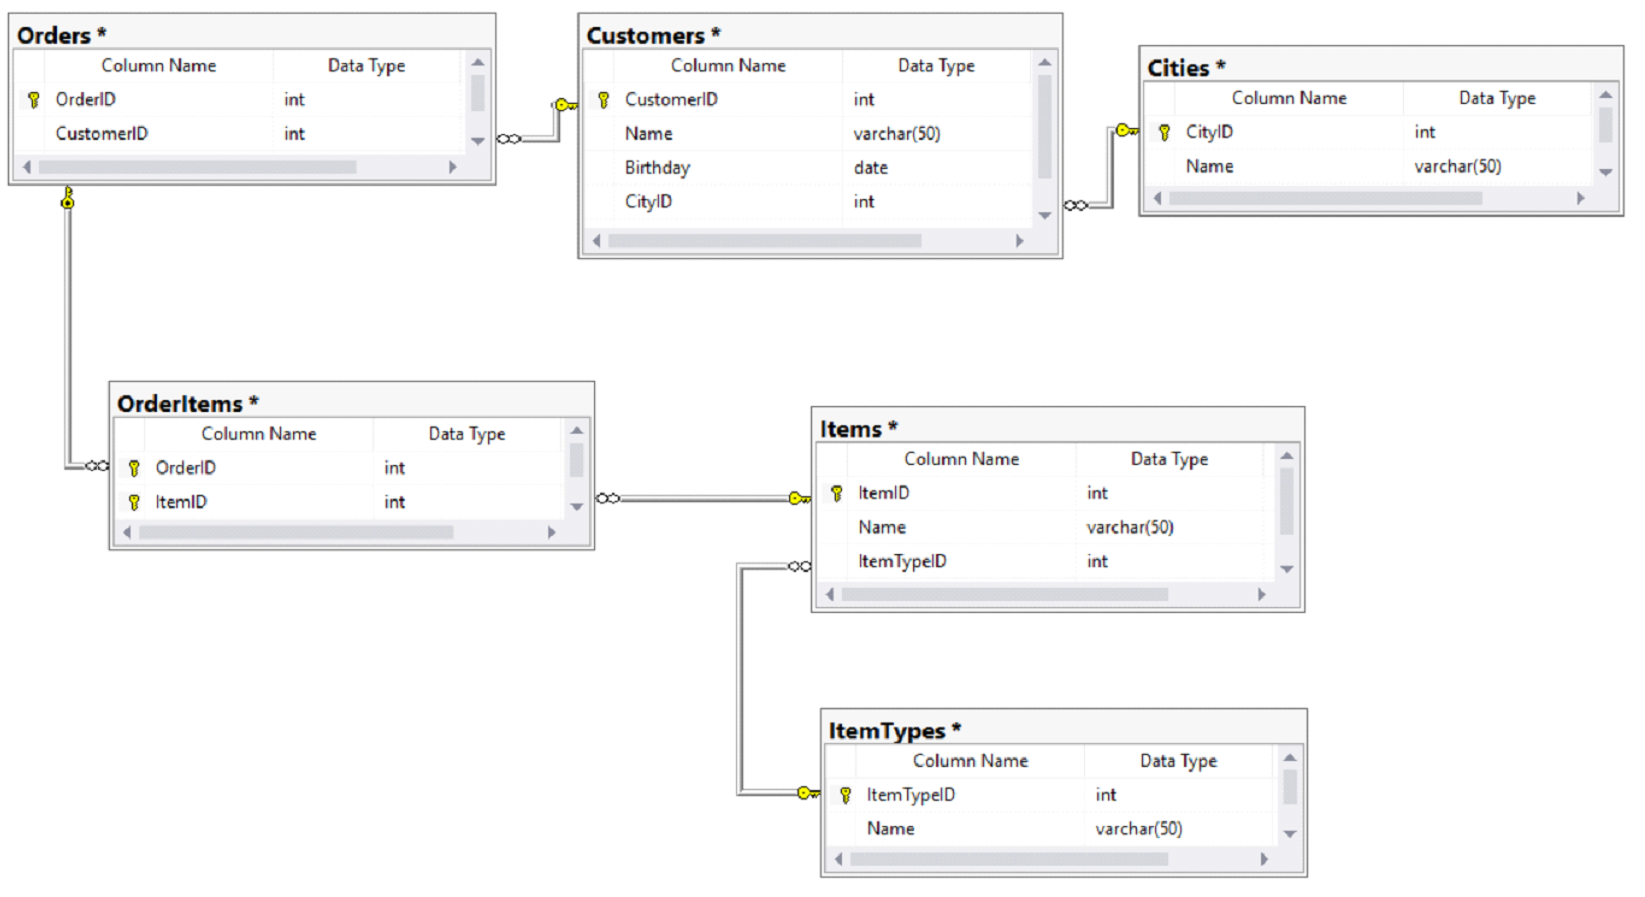 Orders *
Column Name Data Type
OrderID int
CustomerID int
Customers *
Column Name Data Type
CustomerID int
Name varchar(50)
Birthday date
CityID int
Cities *
Column Name Data Type
CityID int
Name varchar(50)
OrderItems *
Column Name Data Type
OrderID int
ItemID int
Items *
Column Name Data Type
ItemID int
Name varchar(50)
ItemTypeID int
ItemTypes *
Column Name Data Type
ItemTypeID int
Name varchar(50)